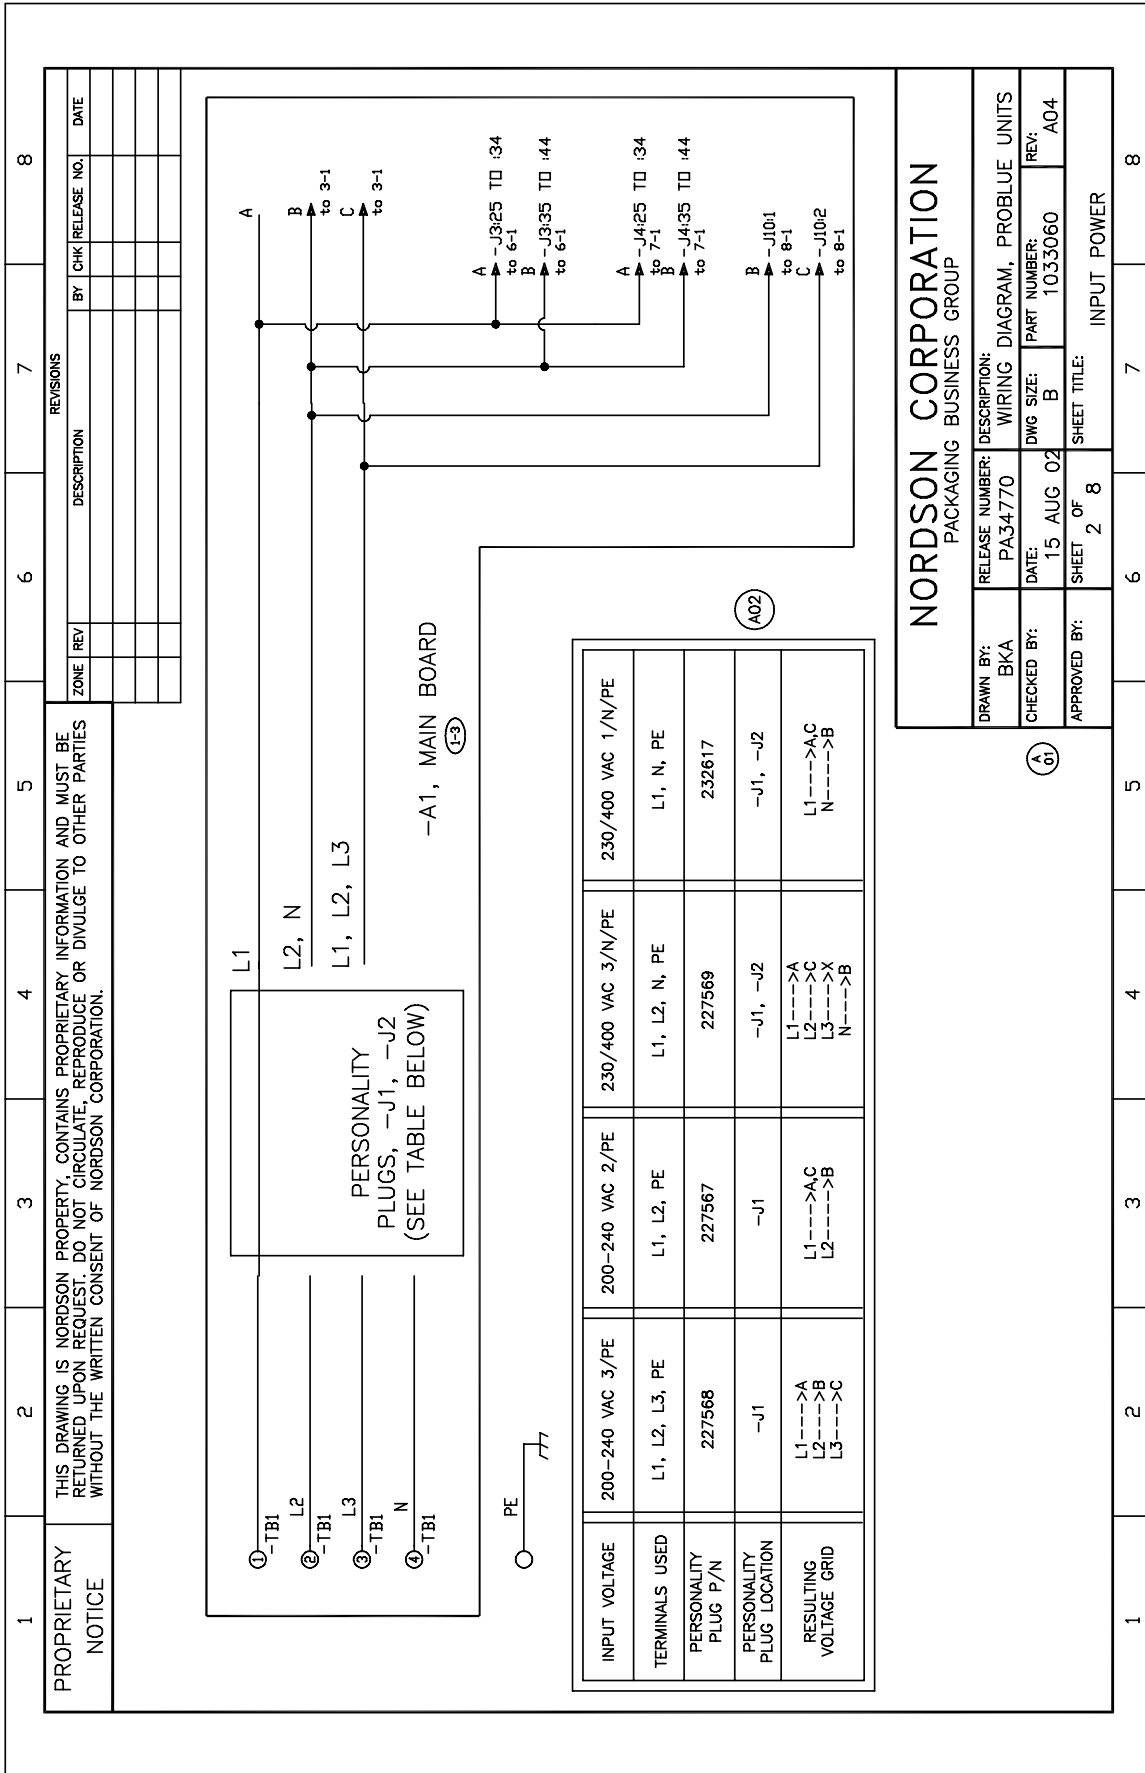 1 2 3 4 5 6 7 8
PROPRIETARY
NOTICE
THIS DRAWING IS NORDSON PROPERTY, CONTAINS PROPRIETARY INFORMATION AND MUST BE
RETURNED UPON REQUEST. DO NOT CIRCULATE, REPRODUCE OR DIVULGE TO OTHER PARTIES
WITHOUT THE WRITTEN CONSENT OF NORDSON CORPORATION.
REVISIONS
ZONE REV DESCRIPTION BY CHK RELEASE NO. DATE
1 -TB1
L2
2 -TB1
L3
3 -TB1
N
4 -TB1
PE
PERSONALITY
PLUGS, -J1, -J2
(SEE TABLE BELOW)
L1
L2, N
L1, L2, L3
-A1, MAIN BOARD
1-3
A
B
to 3-1
C
to 3-1
A -J3:25 TO :34
to 6-1
B -J3:35 TO :44
to 6-1
A -J4:25 TO :34
to 7-1
B -J4:35 TO :44
to 7-1
B -J10:1
to 8-1
C -J10:2
to 8-1
INPUT VOLTAGE 200-240 VAC 3/PE 200-240 VAC 2/PE 230/400 VAC 3/N/PE 230/400 VAC 1/N/PE
TERMINALS USED L1, L2, L3, PE L1, L2, PE L1, L2, N, PE L1, N, PE
PERSONALITY
PLUG P/N 227568 227567 227569 232617
PERSONALITY
PLUG LOCATION -J1 -J1 -J1, -J2 -J1, -J2
RESULTING
VOLTAGE GRID
L1---->A
L2---->B
L3---->C
L1---->A,C
L2----->B
L1---->A
L2---->C
L3---->X
N---->B
L1---->A,C
N----->B
A02
A
01
NORDSON CORPORATION
PACKAGING BUSINESS GROUP
DRAWN BY: RELEASE NUMBER: DESCRIPTION:
BKA PA34770 WIRING DIAGRAM, PROBLUE UNITS
CHECKED BY: DATE: DWG SIZE: PART NUMBER: REV:
15 AUG 02 B 1033060 A04
APPROVED BY: SHEET OF SHEET TITLE:
2 8 INPUT POWER
1 2 3 4 5 6 7 8